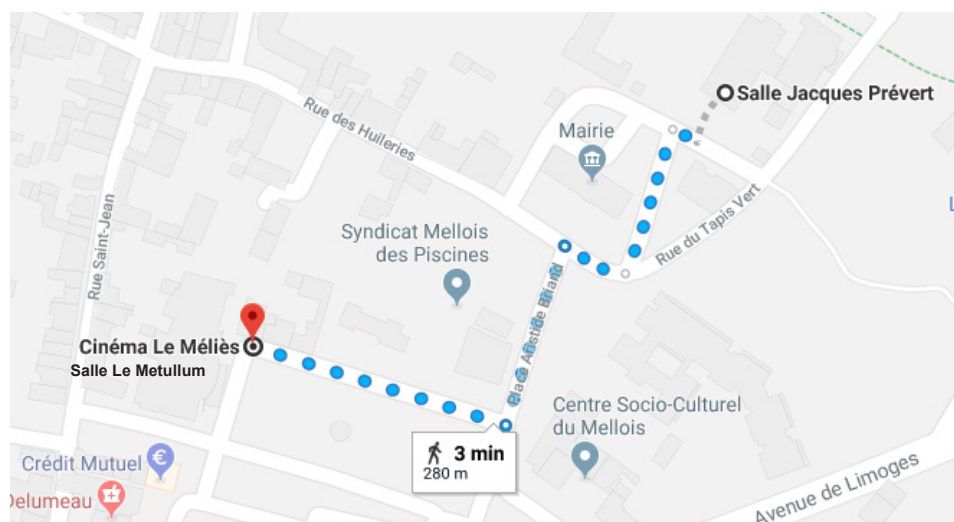 Salle Jacques Prévert
Rue des Huileries
Mairie
Rue du Tapis Vert
Rue Saint-Jean
Syndicat Mellois
des Piscines
Place Aristide Briand
Cinéma Le Méliès
Salle Le Metullum
Centre Socio-Culturel
du Mellois
3 min
280 m
Crédit Mutuel
€
Delumeau
Avenue de Limoges
L